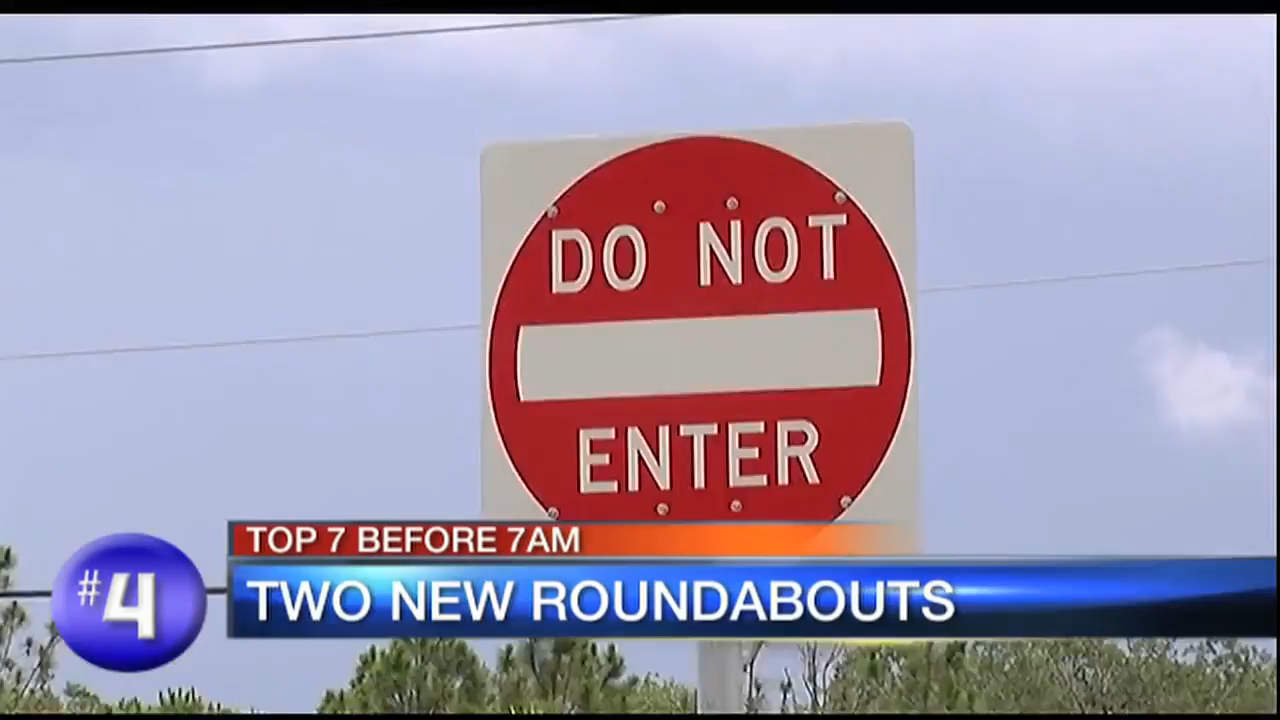 DO NOT
ENTER
TOP 7 BEFORE 7AM
#4
TWO NEW ROUNDABOUTS